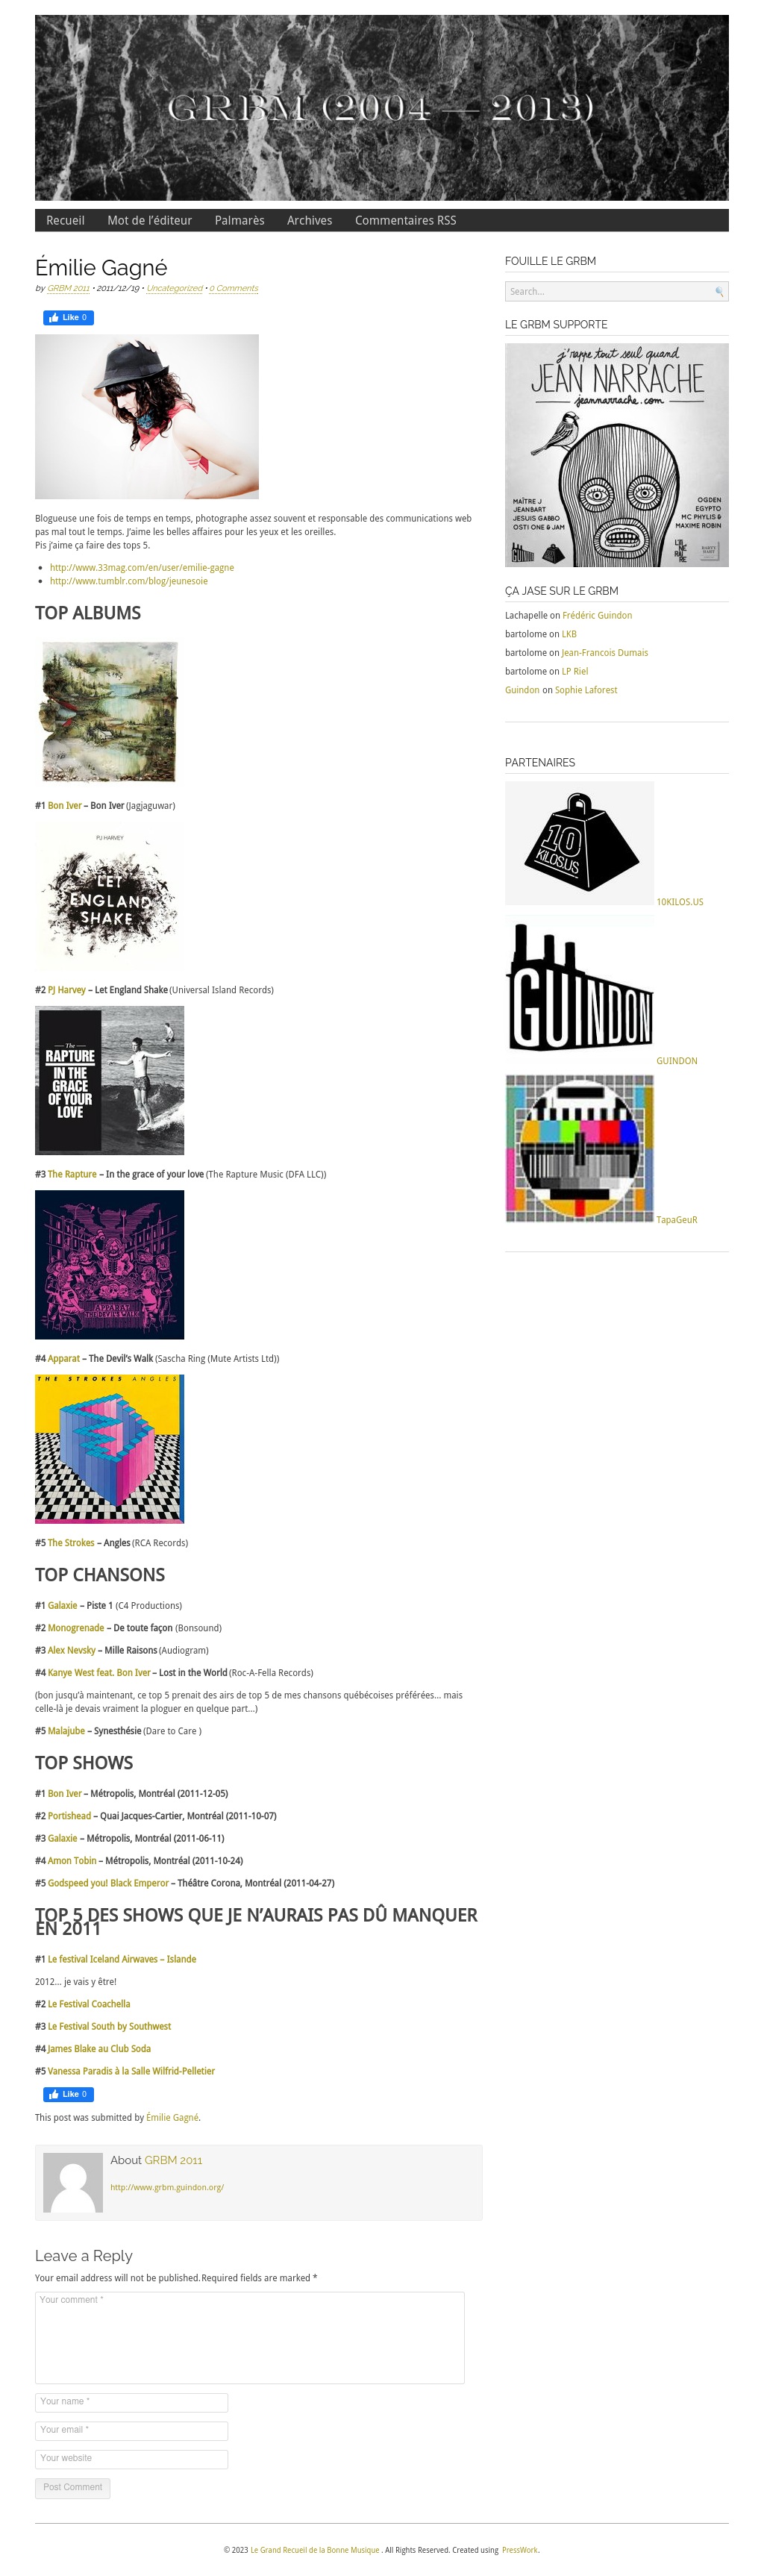 GRBM (2004 — 2013)
Recueil Mot de l'éditeur Palmarès Archives Commentaires RSS
Émilie Gagné
by GRBM 2011 • 2011/12/19 • Uncategorized • 0 Comments
Like 0
Blogueuse une fois de temps en temps, photographe assez souvent et responsable des communications web
pas mal tout le temps. J'aime les belles affaires pour les yeux et les oreilles.
Pis j'aime ça faire des tops 5.
http://www.33mag.com/en/user/emilie-gagne
http://www.tumblr.com/blog/jeunesoie
TOP ALBUMS
#1 Bon Iver – Bon Iver (Jagjaguwar)
PJ HARVEY
LET
ENGLAND
SHAKE
#2 PJ Harvey – Let England Shake (Universal Island Records)
The
RAPTURE
IN THE
GRACE
OF YOUR
LOVE
#3 The Rapture – In the grace of your love (The Rapture Music (DFA LLC))
APPARAT
THE DEVIL'S WALK
#4 Apparat – The Devil's Walk (Sascha Ring (Mute Artists Ltd))
THE STROKES ANGLES
#5 The Strokes – Angles (RCA Records)
TOP CHANSONS
#1 Galaxie – Piste 1 (C4 Productions)
#2 Monogrenade – De toute façon (Bonsound)
#3 Alex Nevsky – Mille Raisons (Audiogram)
#4 Kanye West feat. Bon Iver – Lost in the World (Roc-A-Fella Records)
(bon jusqu'à maintenant, ce top 5 prenait des airs de top 5 de mes chansons québécoises préférées… mais
celle-là je devais vraiment la ploguer en quelque part…)
#5 Malajube – Synesthésie (Dare to Care )
TOP SHOWS
#1 Bon Iver – Métropolis, Montréal (2011-12-05)
#2 Portishead – Quai Jacques-Cartier, Montréal (2011-10-07)
#3 Galaxie – Métropolis, Montréal (2011-06-11)
#4 Amon Tobin – Métropolis, Montréal (2011-10-24)
#5 Godspeed you! Black Emperor – Théâtre Corona, Montréal (2011-04-27)
TOP 5 DES SHOWS QUE JE N'AURAIS PAS DÛ MANQUER
EN 2011
#1 Le festival Iceland Airwaves – Islande
2012… je vais y être!
#2 Le Festival Coachella
#3 Le Festival South by Southwest
#4 James Blake au Club Soda
#5 Vanessa Paradis à la Salle Wilfrid-Pelletier
Like 0
This post was submitted by Émilie Gagné.
About GRBM 2011
http://www.grbm.guindon.org/
Leave a Reply
Your email address will not be published. Required fields are marked *
Your comment *
Your name *
Your email *
Your website
Post Comment
FOUILLE LE GRBM
Search...
LE GRBM SUPPORTE
j'rappe tout seul quand
JEAN NARRACHE
jeannarrache.com
MAÎTRE J
JEANBART
JESUIS GABBO
OSTI ONE & JAM
OGDEN
EGYPTO
MC PHYLIS &
MAXIME ROBIN
ÇA JASE SUR LE GRBM
Lachapelle on Frédéric Guindon
bartolome on LKB
bartolome on Jean-Francois Dumais
bartolome on LP Riel
Guindon on Sophie Laforest
PARTENAIRES
10
KILOS.US
10KILOS.US
GUINDON
GUINDON
TapaGeuR
© 2023 Le Grand Recueil de la Bonne Musique . All Rights Reserved. Created using PressWork.